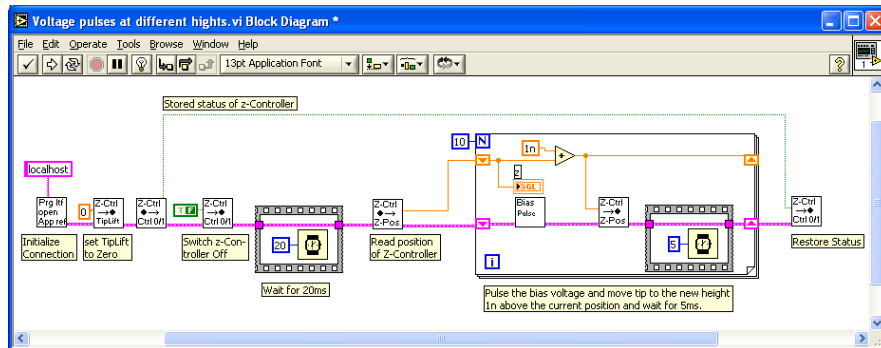 Voltage pulses at different hights.vi Block Diagram *
File Edit Operate Tools Browse Window Help
13pt Application Font
1
Stored status of z-Controller
localhost
Prg Itf
open
App ref
Initialize
Connection
0
Z-Ctrl
TipLift
set TipLift
to Zero
Z-Ctrl
Ctrl 0/1
T F
Z-Ctrl
Ctrl 0/1
Switch z-Con-
troller Off
20
Wait for 20ms
Z-Ctrl
Z-Pos
Read position
of Z-Controller
10 N
1n
+
z
SGL
Bias
Pulse
Z-Ctrl
Z-Pos
5
i
Pulse the bias voltage and move tip to the new height
1n above the current position and wait for 5ms.
Z-Ctrl
Ctrl 0/1
Restore Status